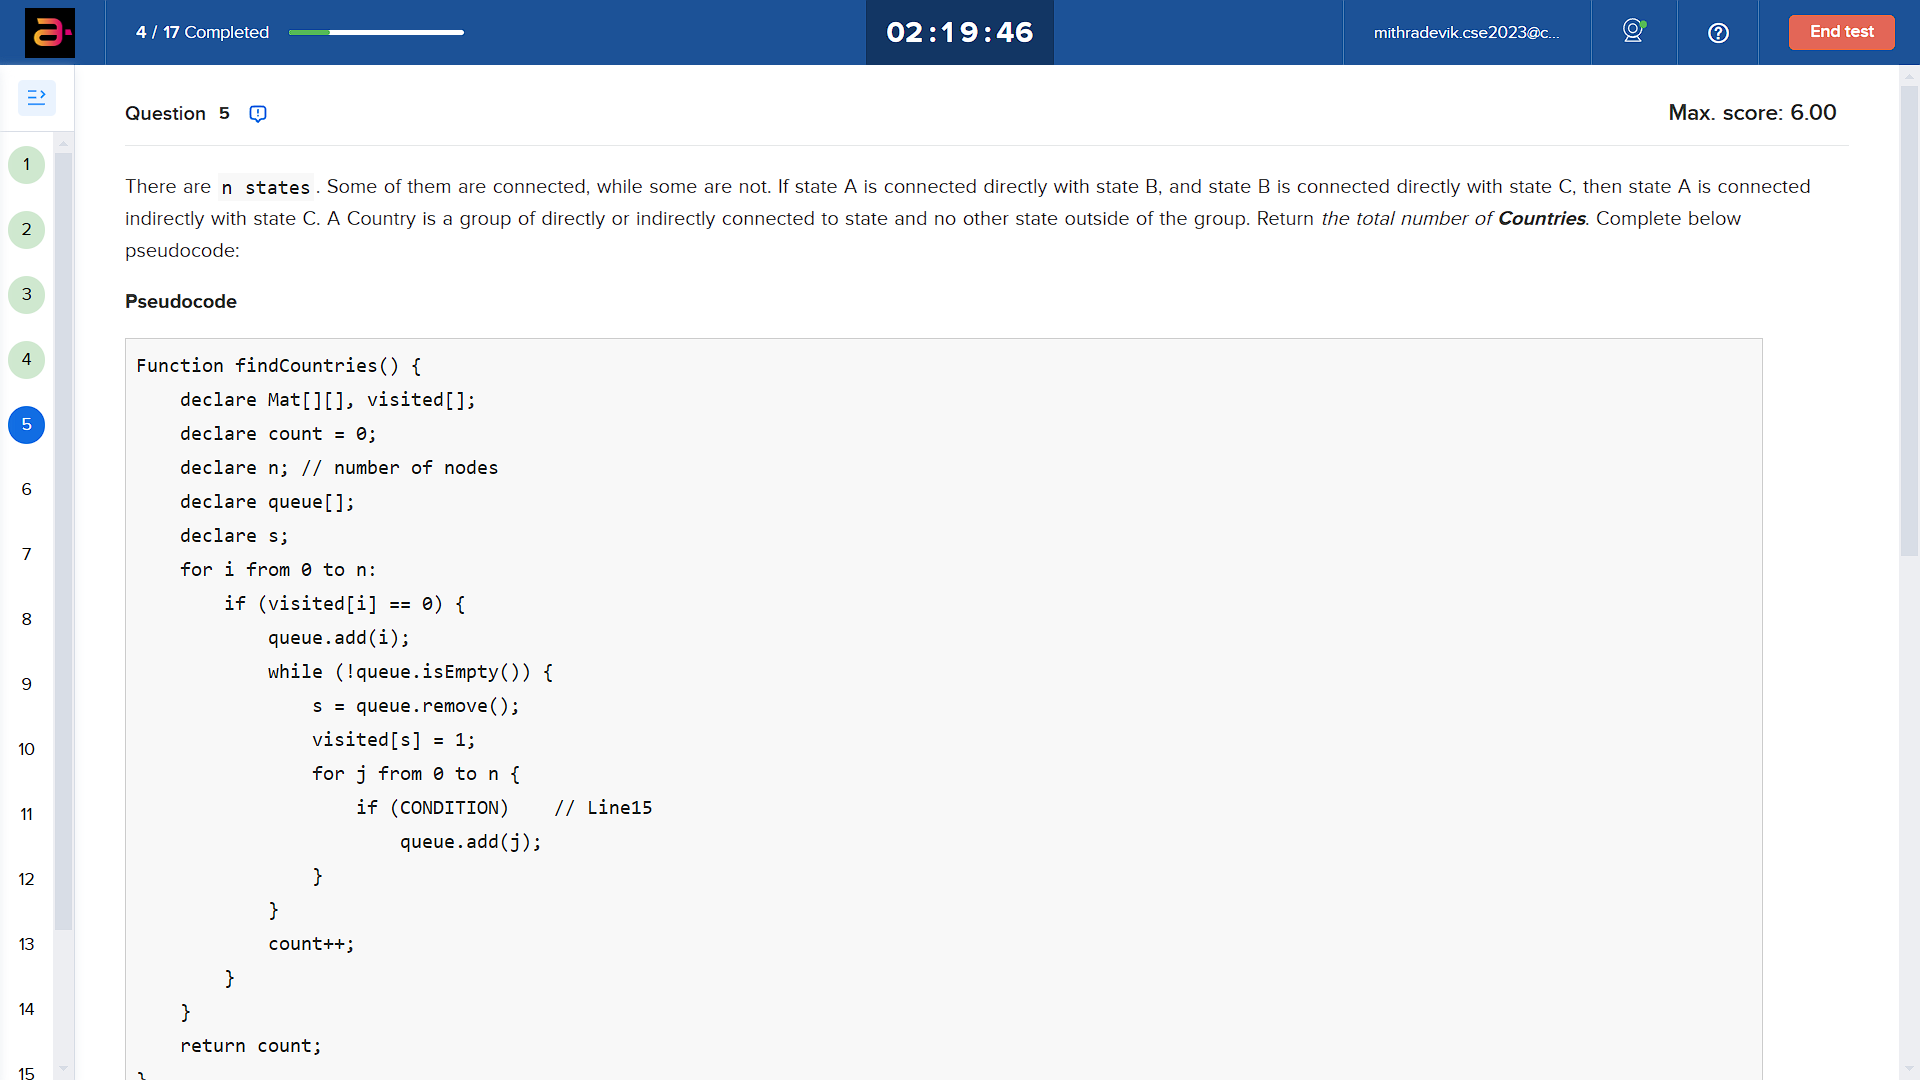 4 / 17 Completed
02:19:46
mithradevik.cse2023@c...
End test
Question 5
Max. score: 6.00
There are n states. Some of them are connected, while some are not. If state A is connected directly with state B, and state B is connected directly with state C, then state A is connected
indirectly with state C. A Country is a group of directly or indirectly connected to state and no other state outside of the group. Return the total number of Countries. Complete below
pseudocode:
Pseudocode
Function findCountries() {
declare Mat[][], visited[];
declare count = 0;
declare n; // number of nodes
declare queue[];
declare s;
for i from 0 to n:
if (visited[i] == 0) {
queue.add(i);
while (!queue.isEmpty()) {
s = queue.remove();
visited[s] = 1;
for j from 0 to n {
if (CONDITION)    // Line15
queue.add(j);
}
}
count++;
}
}
return count;
}
1
2
3
4
5
6
7
8
9
10
11
12
13
14
15